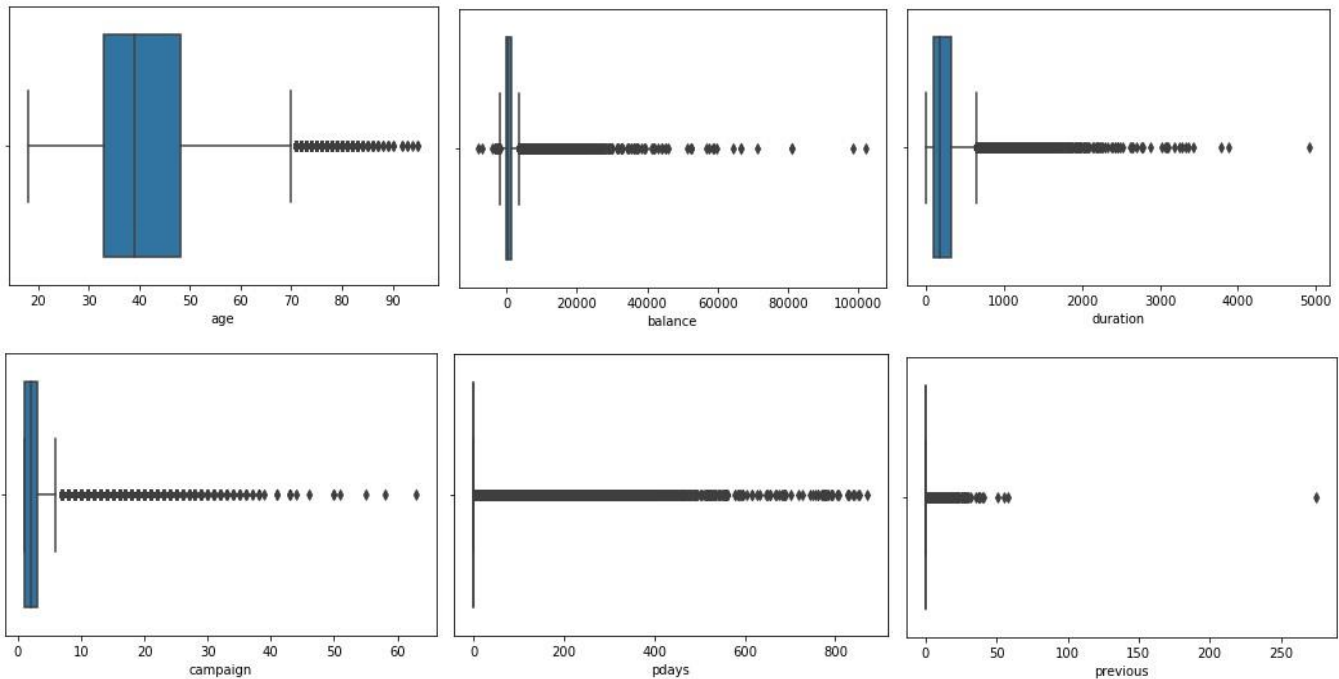 20 30 40 50 60 70 80 90
age
0 20000 40000 60000 80000 100000
balance
0 1000 2000 3000 4000 5000
duration
0 10 20 30 40 50 60
campaign
0 200 400 600 800
pdays
0 50 100 150 200 250
previous